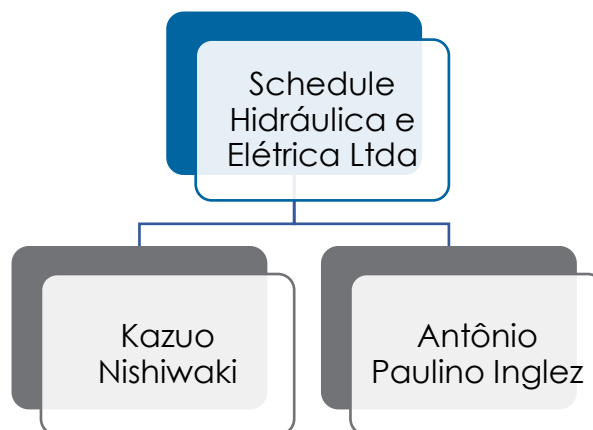 Schedule
Hidráulica e
Elétrica Ltda
Kazuo
Nishiwaki
Antônio
Paulino Inglez